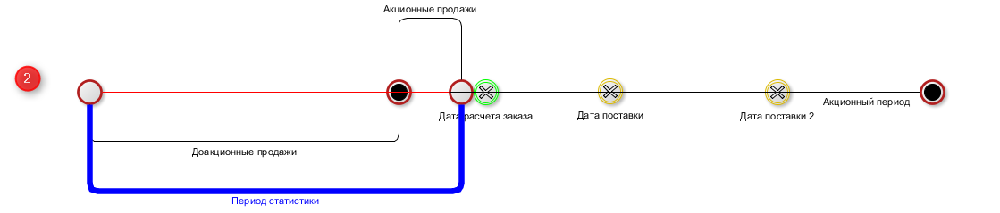 Акционные продажи
2
Дата расчета заказа
Дата поставки
Дата поставки 2
Акционный период
Доакционные продажи
Период статистики